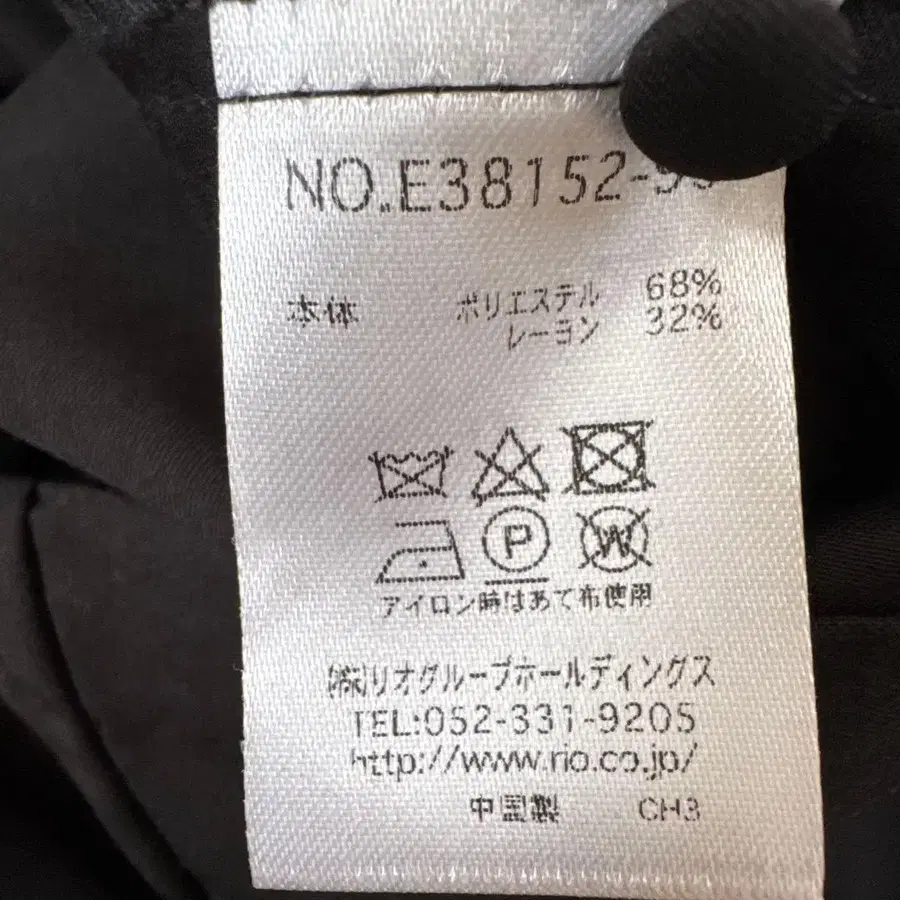 NO.E38152-
本体 ポリエステル 68%
レーヨン 32%
P W
アイロン時はあて布使用
(株)リオグループホールディングス
TEL:052-331-9205
http://www.rio.co.jp/
中国製 CH3